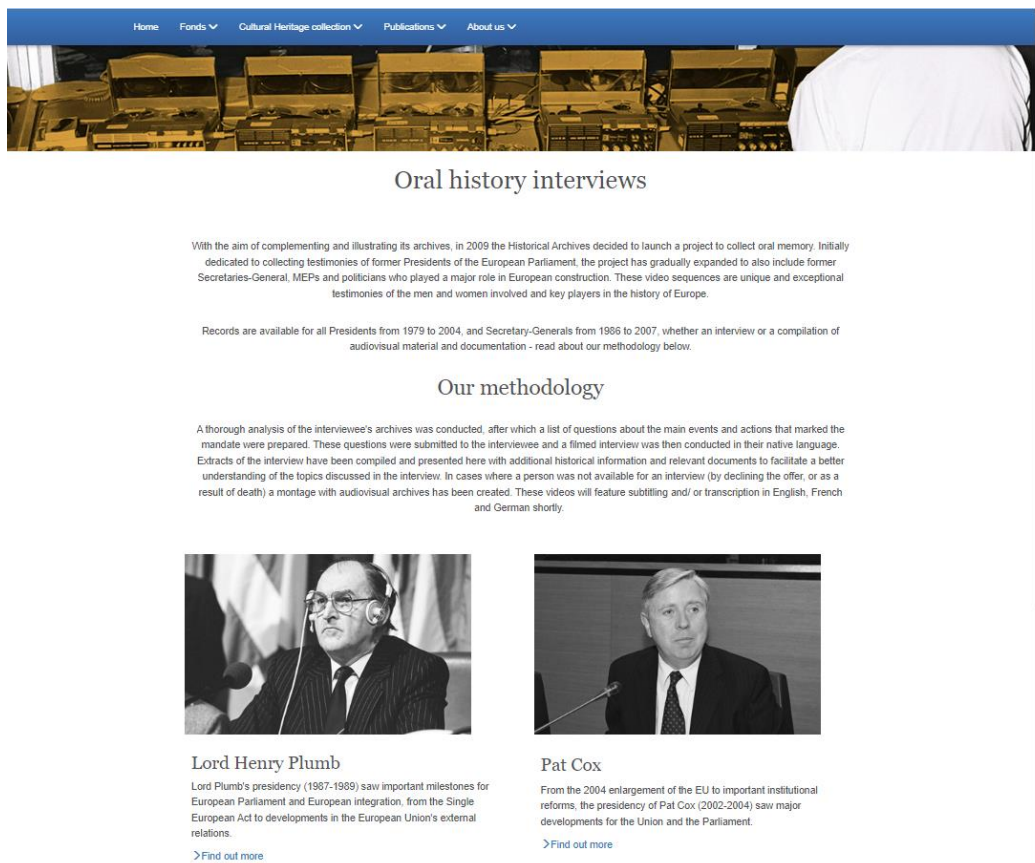 Home Fonds Cultural Heritage collection Publications About us
Oral history interviews
With the aim of complementing and illustrating its archives, in 2009 the Historical Archives decided to launch a project to collect oral memory. Initially
dedicated to collecting testimonies of former Presidents of the European Parliament, the project has gradually expanded to also include former
Secretaries-General, MEPs and politicians who played a major role in European construction. These video sequences are unique and exceptional
testimonies of the men and women involved and key players in the history of Europe.
Records are available for all Presidents from 1979 to 2004, and Secretary-Generals from 1986 to 2007, whether an interview or a compilation of
audiovisual material and documentation - read about our methodology below.
Our methodology
A thorough analysis of the interviewee's archives was conducted, after which a list of questions about the main events and actions that marked the
mandate were prepared. These questions were submitted to the interviewee and a filmed interview was then conducted in their native language.
Extracts of the interview have been compiled and presented here with additional historical information and relevant documents to facilitate a better
understanding of the topics discussed in the interview. In cases where a person was not available for an interview (by declining the offer, or as a
result of death) a montage with audiovisual archives has been created. These videos will feature subtitling and/ or transcription in English, French
and German shortly.
Lord Henry Plumb
Lord Plumb's presidency (1987-1989) saw important milestones for
European Parliament and European integration, from the Single
European Act to developments in the European Union's external
relations.
>Find out more
Pat Cox
From the 2004 enlargement of the EU to important institutional
reforms, the presidency of Pat Cox (2002-2004) saw major
developments for the Union and the Parliament.
>Find out more